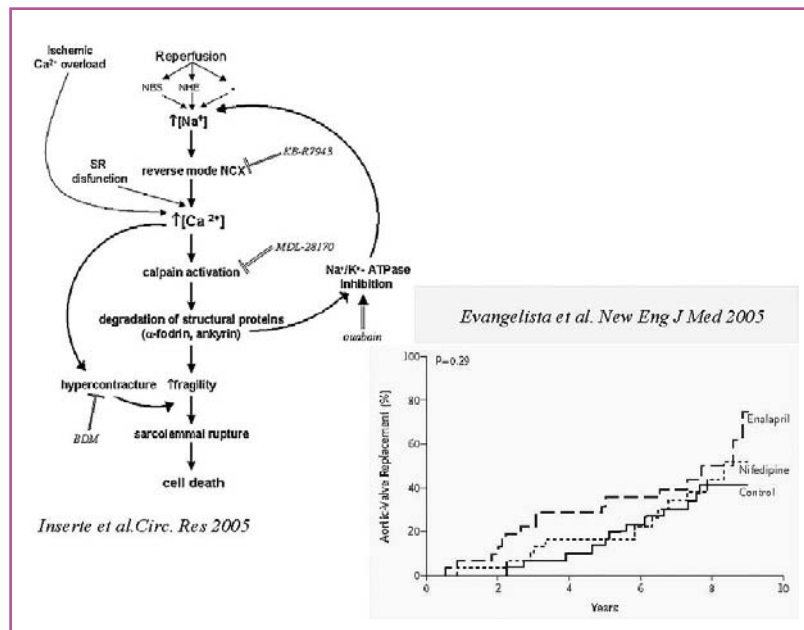 Ischemic
Ca²⁺ overload
Reperfusion
NBS NHE
↑[Na⁺]
KB-R7943
reverse mode NCX
SR
disfunction
↑[Ca ²⁺]
MDL-28170
calpain activation
Na⁺/K⁺- ATPase
inhibition
degradation of structural proteins
(α-fodrin, ankyrin)
ouabain
hypercontracture ↑fragility
BDM
sarcolemmal rupture
cell death
Inserte et al.Circ. Res 2005
Evangelista et al. New Eng J Med 2005
P=0.29
Aortic-Valve Replacement (%)
100
80
60
40
20
0
Enalapril
Nifedipine
Control
0 2 4 6 8 10
Years